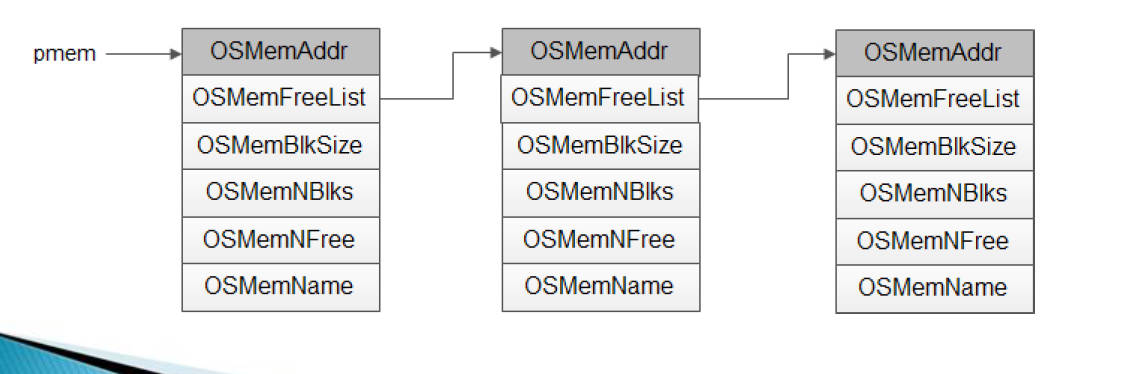 pmem
OSMemAddr
OSMemFreeList
OSMemBlkSize
OSMemNBlks
OSMemNFree
OSMemName
OSMemAddr
OSMemFreeList
OSMemBlkSize
OSMemNBlks
OSMemNFree
OSMemName
OSMemAddr
OSMemFreeList
OSMemBlkSize
OSMemNBlks
OSMemNFree
OSMemName